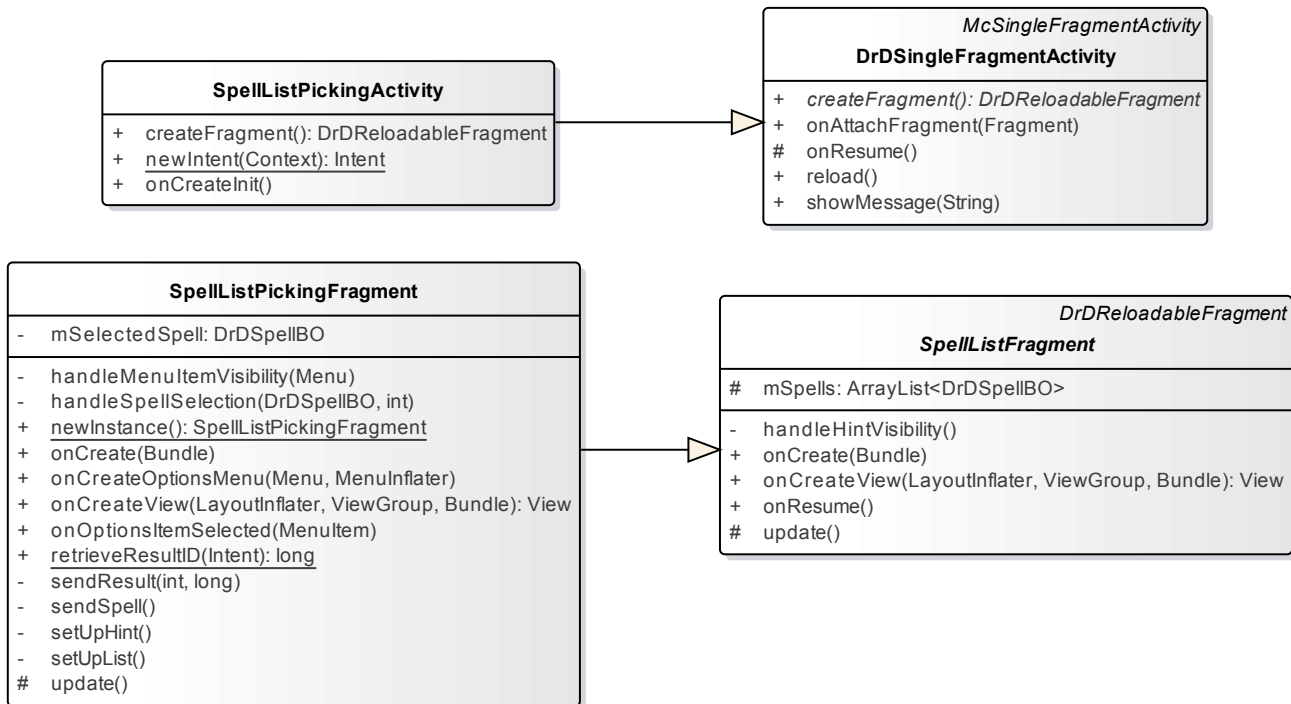 SpellListPickingActivity
+ createFragment(): DrDReloadableFragment
+ newIntent(Context): Intent
+ onCreateInit()
McSingleFragmentActivity
DrDSingleFragmentActivity
+ createFragment(): DrDReloadableFragment
+ onAttachFragment(Fragment)
# onResume()
+ reload()
+ showMessage(String)
SpellListPickingFragment
- mSelectedSpell: DrDSpellBO
- handleMenuItemVisibility(Menu)
- handleSpellSelection(DrDSpellBO, int)
+ newInstance(): SpellListPickingFragment
+ onCreate(Bundle)
+ onCreateOptionsMenu(Menu, MenuInflater)
+ onCreateView(LayoutInflater, ViewGroup, Bundle): View
+ onOptionsItemSelected(MenuItem)
+ retrieveResultID(Intent): long
- sendResult(int, long)
- sendSpell()
- setUpHint()
- setUpList()
# update()
DrDReloadableFragment
SpellListFragment
# mSpells: ArrayList<DrDSpellBO>
- handleHintVisibility()
+ onCreate(Bundle)
+ onCreateView(LayoutInflater, ViewGroup, Bundle): View
+ onResume()
# update()